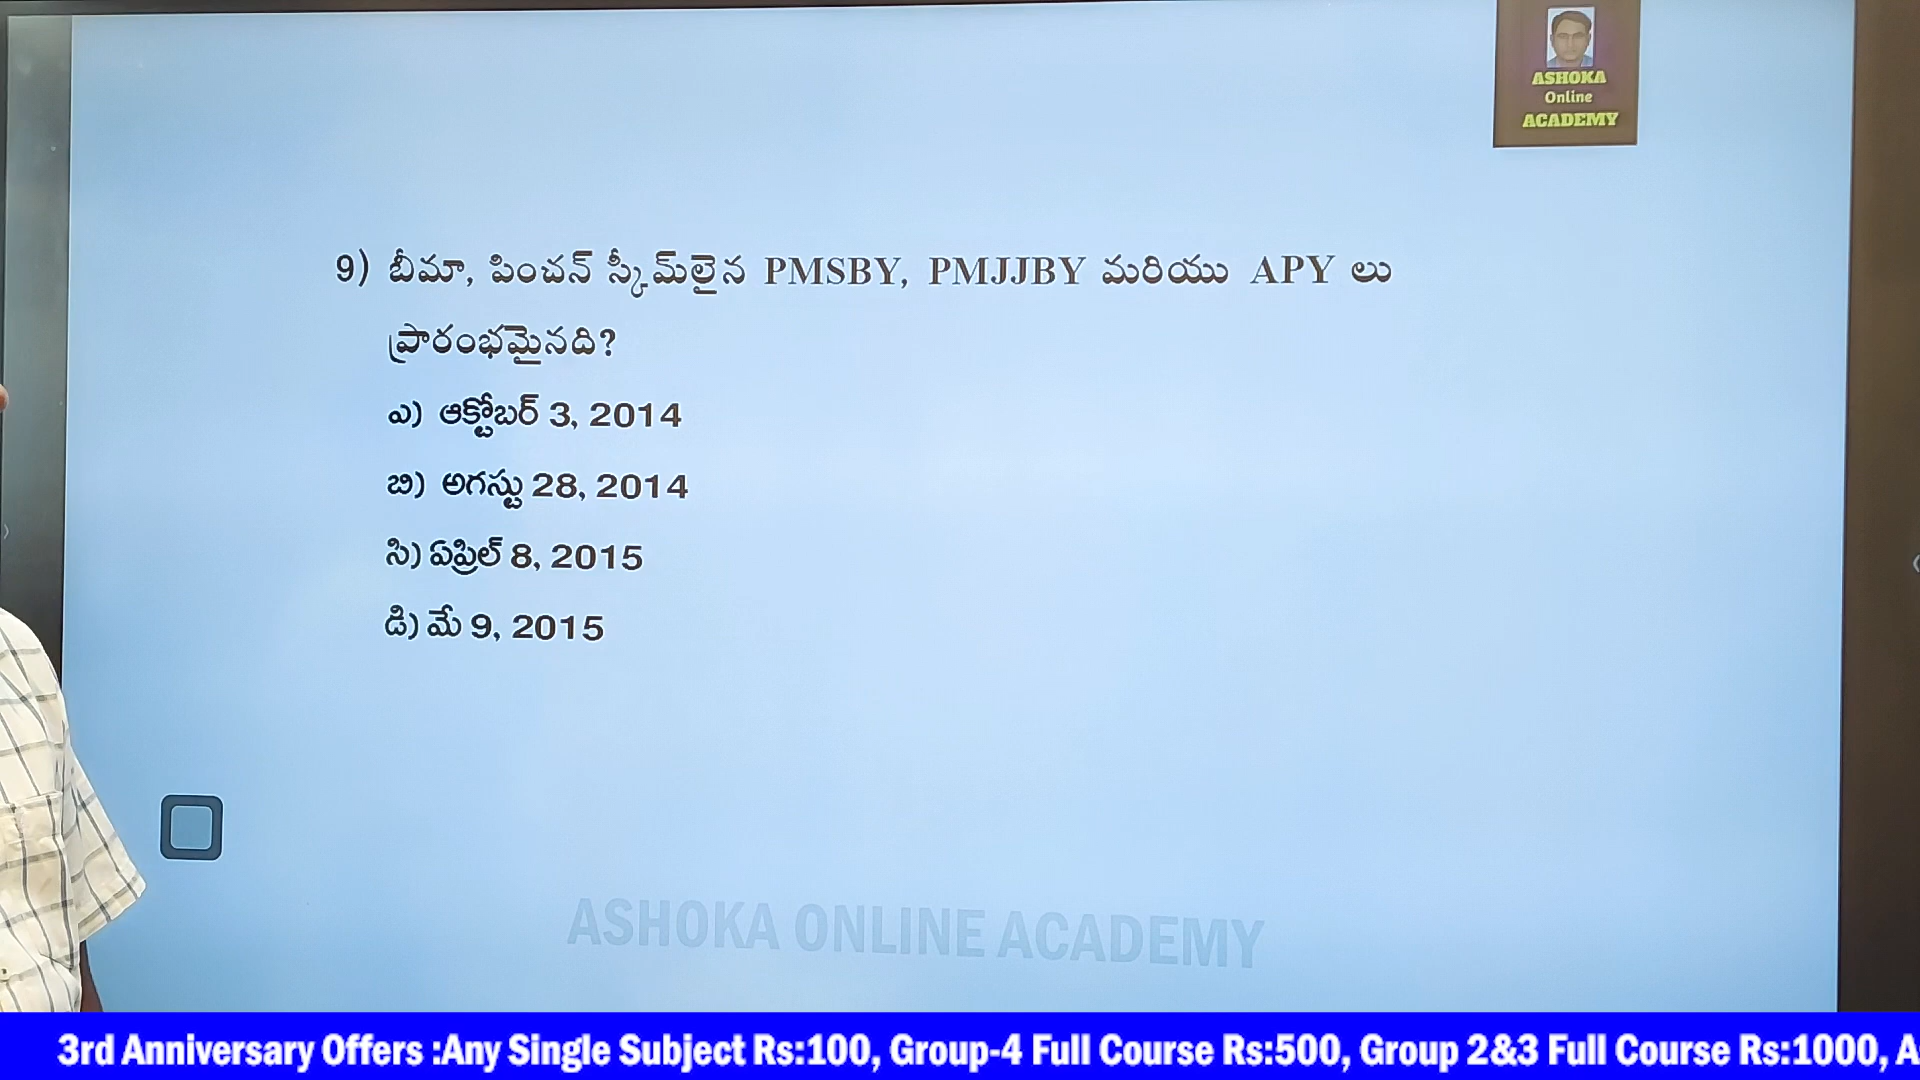 ASHOKA
Online
ACADEMY
9) బీమా, పించన్ స్కీమ్‌లైన PMSBY, PMJJBY మరియు APY లు
ప్రారంభమైనది?
ఎ) ఆక్టోబర్ 3, 2014
బి) అగస్టు 28, 2014
సి) ఏప్రిల్ 8, 2015
డి) మే 9, 2015
ASHOKA ONLINE ACADEMY
3rd Anniversary Offers :Any Single Subject Rs:100, Group-4 Full Course Rs:500, Group 2&3 Full Course Rs:1000,